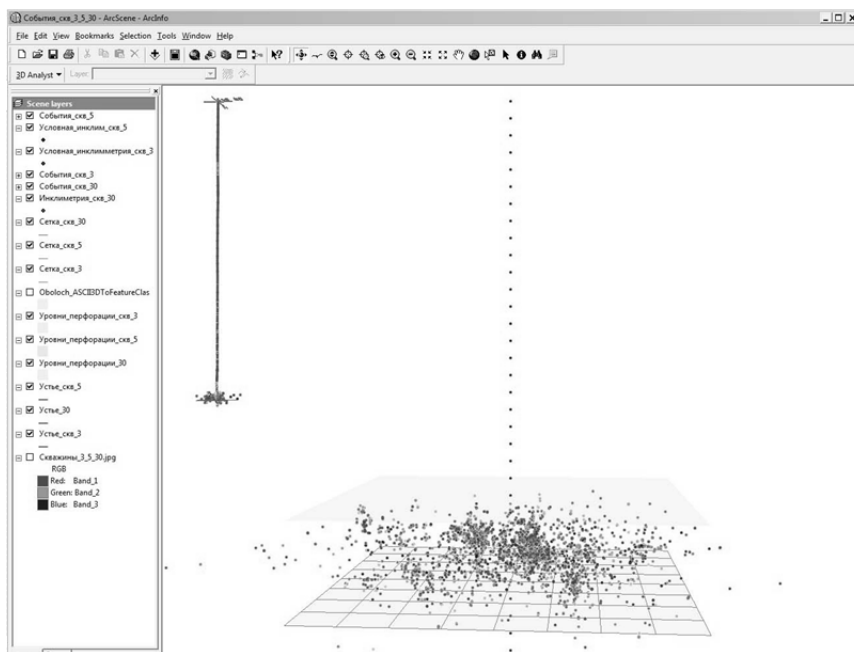 События_скв_3_5_30 - ArcScene - ArcInfo
File Edit View Bookmarks Selection Tools Window Help
3D Analyst Layer:
Scene layers
События_скв_5
Условная_инклим_скв_5
Условная_инклимметрия_скв_3
События_скв_3
События_скв_30
Инклиметрия_скв_30
Сетка_скв_30
Сетка_скв_5
Сетка_скв_3
Oboloch_ASCII3DToFeatureClas
Уровни_перфорации_скв_3
Уровни_перфорации_скв_5
Уровни_перфорации_30
Устье_скв_5
Устье_30
Устье_скв_3
Скважины_3_5_30.jpg
RGB
Red: Band_1
Green: Band_2
Blue: Band_3